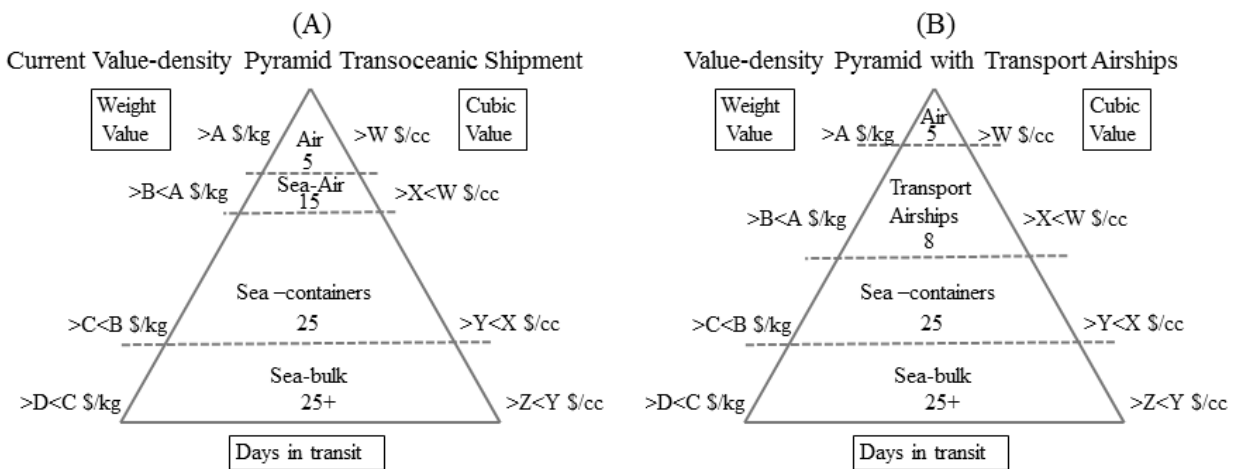 (A)
Current Value-density Pyramid Transoceanic Shipment
Weight
Value
Cubic
Value
>A $/kg
>W $/cc
Air
5
>B<A $/kg
Sea-Air
15
>X<W $/cc
Sea –containers
25
>C<B $/kg
>Y<X $/cc
Sea-bulk
25+
>D<C $/kg
>Z<Y $/cc
Days in transit
(B)
Value-density Pyramid with Transport Airships
Weight
Value
Cubic
Value
>A $/kg
Air
5
>W $/cc
Transport
Airships
8
>B<A $/kg
>X<W $/cc
Sea –containers
25
>C<B $/kg
>Y<X $/cc
Sea-bulk
25+
>D<C $/kg
>Z<Y $/cc
Days in transit